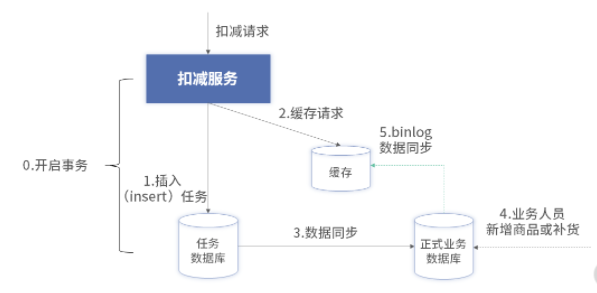 扣减请求
扣减服务
2.缓存请求
5.binlog
数据同步
0.开启事务
缓存
1.插入
（insert）任务
4.业务人员
新增商品或补货
3.数据同步
任务
数据库
正式业务
数据库